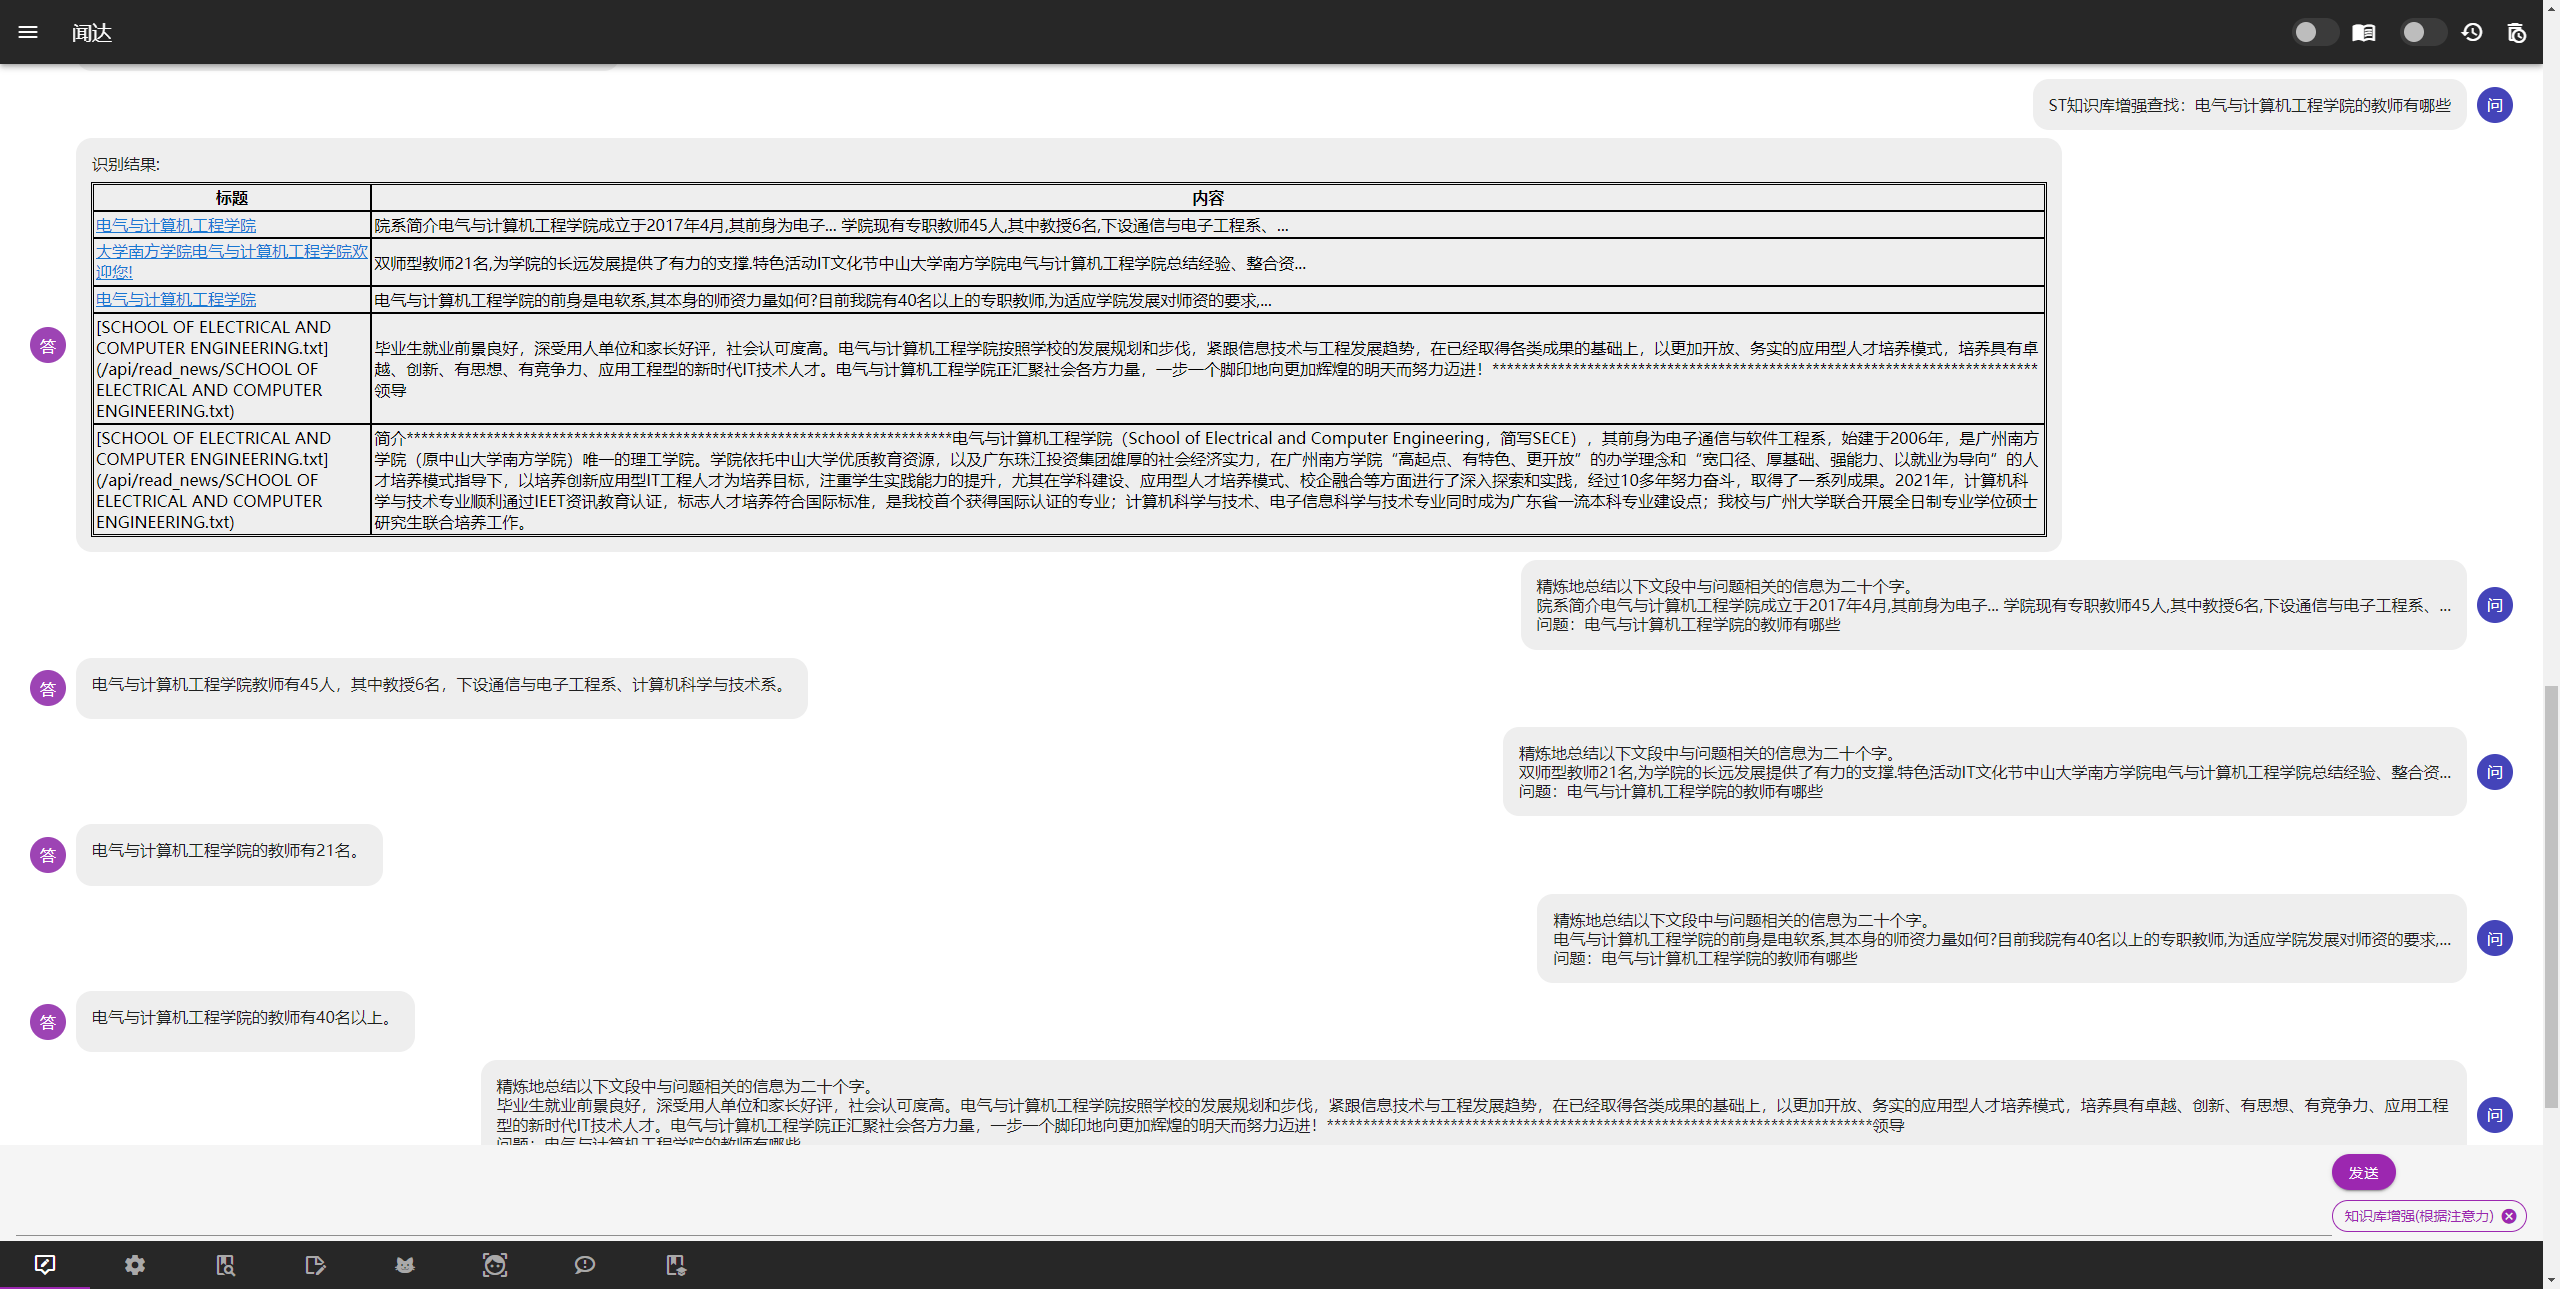 闻达
ST知识库增强查找：电气与计算机工程学院的教师有哪些
问
识别结果:
标题 内容
电气与计算机工程学院 院系简介电气与计算机工程学院成立于2017年4月,其前身为电子... 学院现有专职教师45人,其中教授6名,下设通信与电子工程系、...
大学南方学院电气与计算机工程学院欢
迎您!
双师型教师21名,为学院的长远发展提供了有力的支撑.特色活动IT文化节中山大学南方学院电气与计算机工程学院总结经验、整合资...
电气与计算机工程学院 电气与计算机工程学院的前身是电软系,其本身的师资力量如何?目前我院有40名以上的专职教师,为适应学院发展对师资的要求,...
[SCHOOL OF ELECTRICAL AND
COMPUTER ENGINEERING.txt]
(/api/read_news/SCHOOL OF
ELECTRICAL AND COMPUTER
ENGINEERING.txt)
毕业生就业前景良好，深受用人单位和家长好评，社会认可度高。电气与计算机工程学院按照学校的发展规划和步伐，紧跟信息技术与工程发展趋势，在已经取得各类成果的基础上，以更加开放、务实的应用型人才培养模式，培养具有卓
越、创新、有思想、有竞争力、应用工程型的新时代IT技术人才。电气与计算机工程学院正汇聚社会各方力量，一步一个脚印地向更加辉煌的明天而努力迈进！***************************************************************************
领导
答
[SCHOOL OF ELECTRICAL AND
COMPUTER ENGINEERING.txt]
(/api/read_news/SCHOOL OF
ELECTRICAL AND COMPUTER
ENGINEERING.txt)
简介***************************************************************************电气与计算机工程学院（School of Electrical and Computer Engineering，简写SECE），其前身为电子通信与软件工程系，始建于2006年，是广州南方
学院（原中山大学南方学院）唯一的理工学院。学院依托中山大学优质教育资源，以及广东珠江投资集团雄厚的社会经济实力，在广州南方学院“高起点、有特色、更开放”的办学理念和“宽口径、厚基础、强能力、以就业为导向”的人
才培养模式指导下，以培养创新应用型IT工程人才为培养目标，注重学生实践能力的提升，尤其在学科建设、应用型人才培养模式、校企融合等方面进行了深入探索和实践，经过10多年努力奋斗，取得了一系列成果。2021年，计算机科
学与技术专业顺利通过IEET资讯教育认证，标志人才培养符合国际标准，是我校首个获得国际认证的专业；计算机科学与技术、电子信息科学与技术专业同时成为广东省一流本科专业建设点；我校与广州大学联合开展全日制专业学位硕士
研究生联合培养工作。
精炼地总结以下文段中与问题相关的信息为二十个字。
院系简介电气与计算机工程学院成立于2017年4月,其前身为电子... 学院现有专职教师45人,其中教授6名,下设通信与电子工程系、...
问题：电气与计算机工程学院的教师有哪些
问
答
电气与计算机工程学院教师有45人，其中教授6名，下设通信与电子工程系、计算机科学与技术系。
精炼地总结以下文段中与问题相关的信息为二十个字。
双师型教师21名,为学院的长远发展提供了有力的支撑.特色活动IT文化节中山大学南方学院电气与计算机工程学院总结经验、整合资...
问题：电气与计算机工程学院的教师有哪些
问
答
电气与计算机工程学院的教师有21名。
精炼地总结以下文段中与问题相关的信息为二十个字。
电气与计算机工程学院的前身是电软系,其本身的师资力量如何?目前我院有40名以上的专职教师,为适应学院发展对师资的要求,...
问题：电气与计算机工程学院的教师有哪些
问
答
电气与计算机工程学院的教师有40名以上。
精炼地总结以下文段中与问题相关的信息为二十个字。
毕业生就业前景良好，深受用人单位和家长好评，社会认可度高。电气与计算机工程学院按照学校的发展规划和步伐，紧跟信息技术与工程发展趋势，在已经取得各类成果的基础上，以更加开放、务实的应用型人才培养模式，培养具有卓越、创新、有思想、有竞争力、应用工程
型的新时代IT技术人才。电气与计算机工程学院正汇聚社会各方力量，一步一个脚印地向更加辉煌的明天而努力迈进！***************************************************************************领导
问题：电气与计算机工程学院的教师有哪些
问
发送
知识库增强(根据注意力)